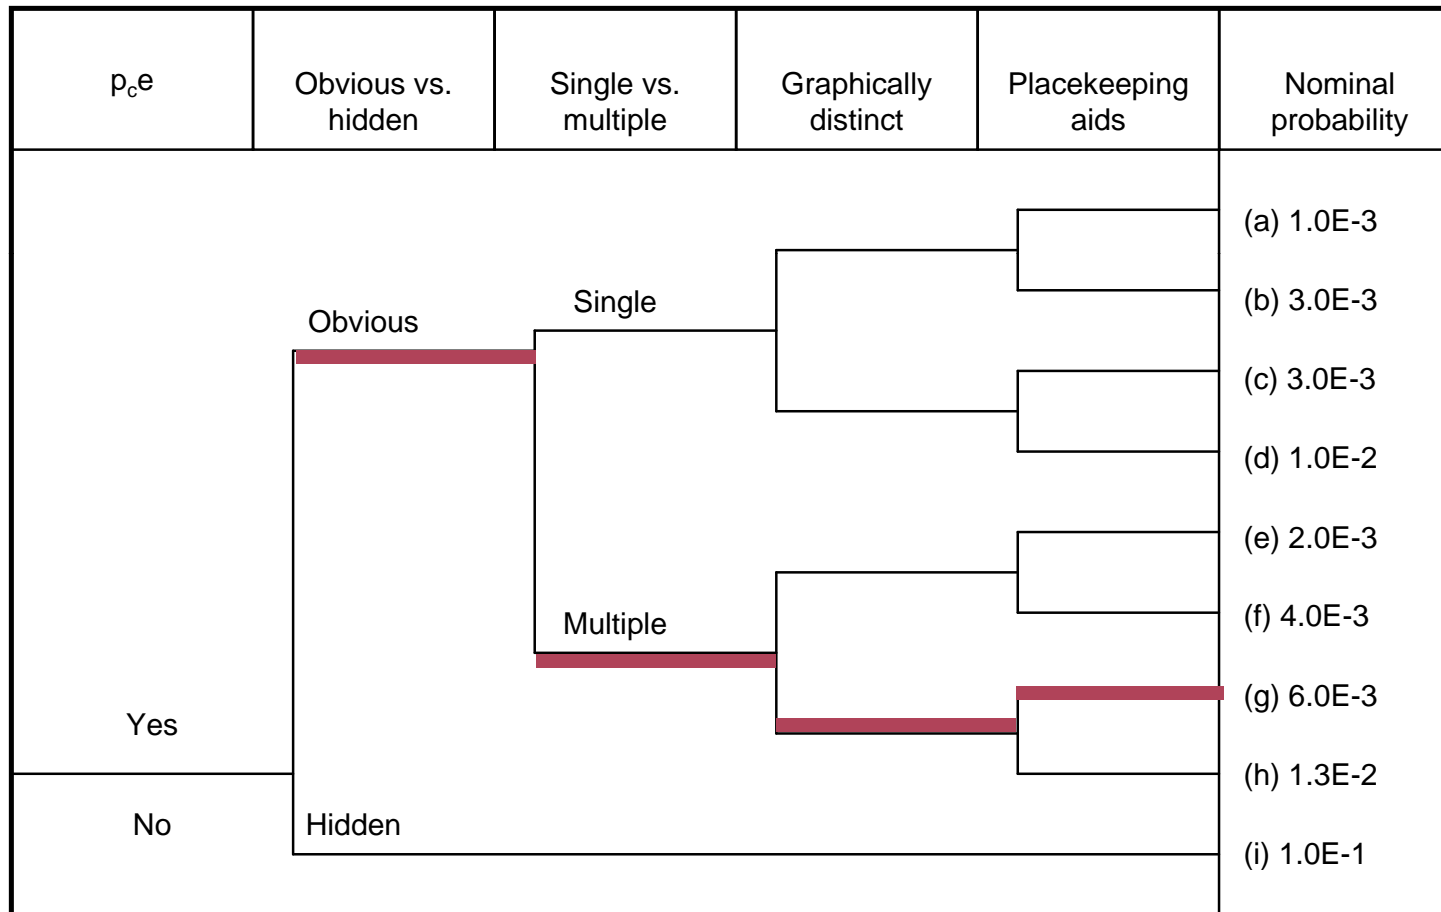 p_ce
Obvious vs.
hidden
Single vs.
multiple
Graphically
distinct
Placekeeping
aids
Nominal
probability
(a) 1.0E-3
(b) 3.0E-3
Single
Obvious
(c) 3.0E-3
(d) 1.0E-2
(e) 2.0E-3
(f) 4.0E-3
Multiple
(g) 6.0E-3
Yes
(h) 1.3E-2
No
Hidden
(i) 1.0E-1